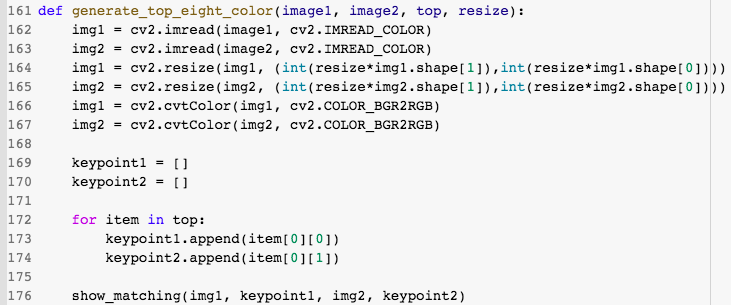 161 def generate_top_eight_color(image1, image2, top, resize):
162     img1 = cv2.imread(image1, cv2.IMREAD_COLOR)
163     img2 = cv2.imread(image2, cv2.IMREAD_COLOR)
164     img1 = cv2.resize(img1, (int(resize*img1.shape[1]),int(resize*img1.shape[0])))
165     img2 = cv2.resize(img2, (int(resize*img2.shape[1]),int(resize*img2.shape[0])))
166     img1 = cv2.cvtColor(img1, cv2.COLOR_BGR2RGB)
167     img2 = cv2.cvtColor(img2, cv2.COLOR_BGR2RGB)
168
169     keypoint1 = []
170     keypoint2 = []
171
172     for item in top:
173         keypoint1.append(item[0][0])
174         keypoint2.append(item[0][1])
175
176     show_matching(img1, keypoint1, img2, keypoint2)